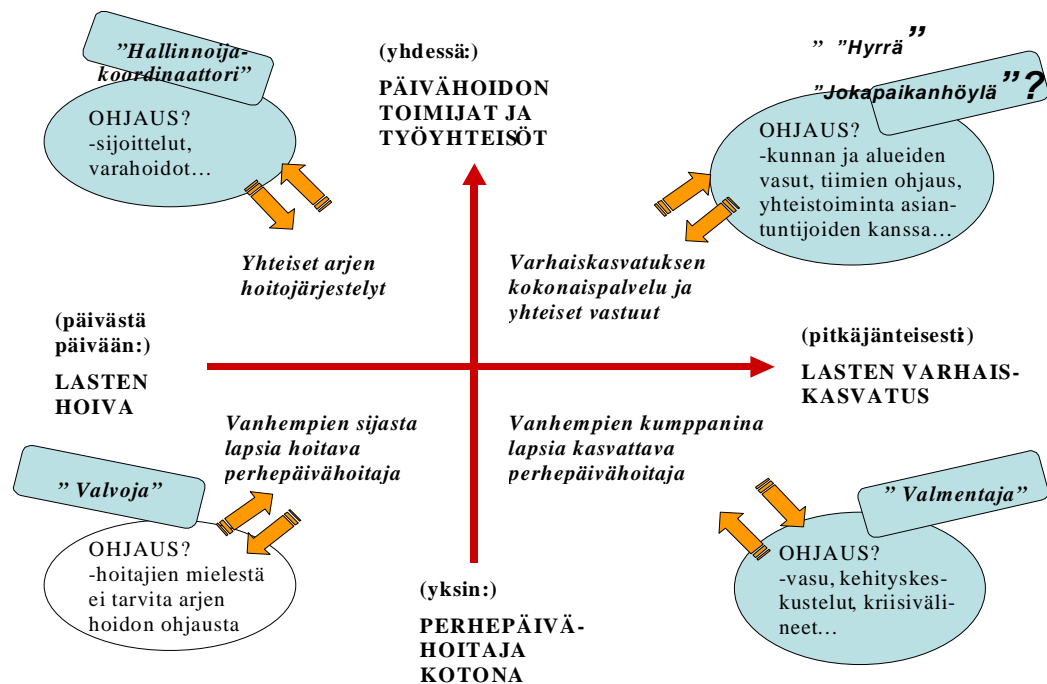 ”Hallinnoija-
koordinaattori”
OHJAUS?
-sijoittelut,
varahoidot…
(yhdessä:)
PÄIVÄHOIDON
TOIMIJAT JA
TYÖYHTEISÖT
” ”Hyrrä”
”Jokapaikanhöylä”?
OHJAUS?
-kunnan ja alueiden
vasut, tiimien ohjaus,
yhteistoiminta asian-
tuntijoiden kanssa…
Yhteiset arjen
hoitojärjestelyt
Varhaiskasvatuksen
kokonaispalvelu ja
yhteiset vastuut
(päivästä
päivään:)
LASTEN
HOIVA
(pitkäjänteisesti:)
LASTEN VARHAIS-
KASVATUS
Vanhempien sijasta
lapsia hoitava
perhepäivähoitaja
Vanhempien kumppanina
lapsia kasvattava
perhepäivähoitaja
” Valvoja”
OHJAUS?
-hoitajien mielestä
ei tarvita arjen
hoidon ohjausta
(yksin:)
PERHEPÄIVÄ-
HOITAJA
KOTONA
” Valmentaja”
OHJAUS?
-vasu, kehityskes-
kustelut, kriisiväli-
neet…